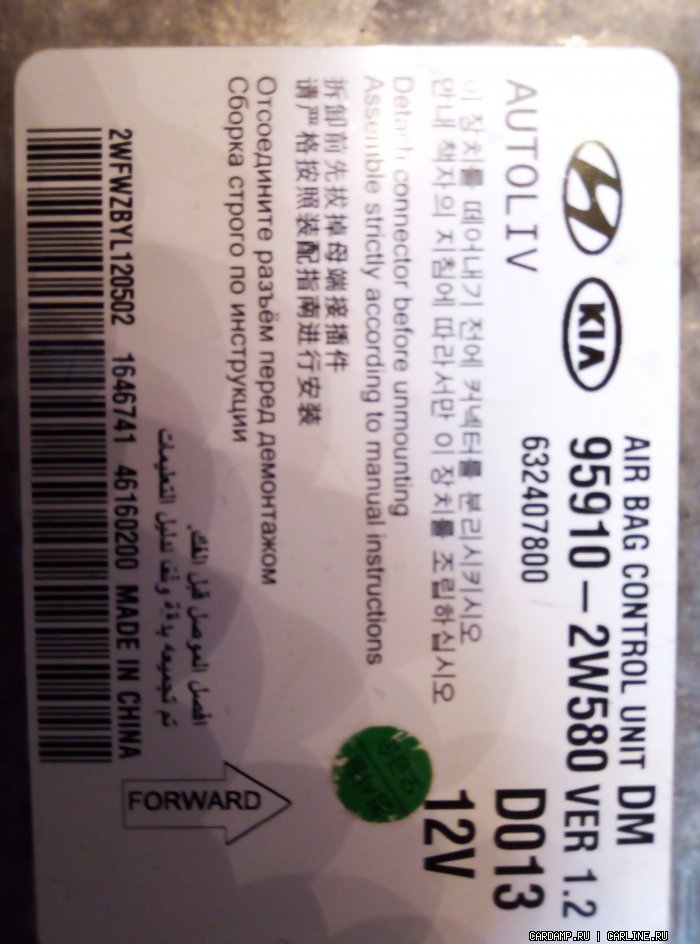 KIA
AIR BAG CONTROL UNIT DM
95910-2W580 VER 1.2
AUTOLIV
632407800
D013
12V
이 장치를 떼어내기 전에 커넥터를 분리시키시오
안내 책자의 지침에 따라서만 이 장치를 조립하십시오
Detach connector before unmounting
Assemble strictly according to manual instructions
拆卸前先拔掉母端接插件
请严格按照装配指南进行安装
Отсоедините разъём перед демонтажом
Сборка строго по инструкции
افصل الموصل قبل الفك.
تم تجميعه بدقة وفقا لدليل التعليمات
FORWARD
2WFWZBYL120502 1646741 46160200 MADE IN CHINA
CARDAMP.RU | CARLINE.RU